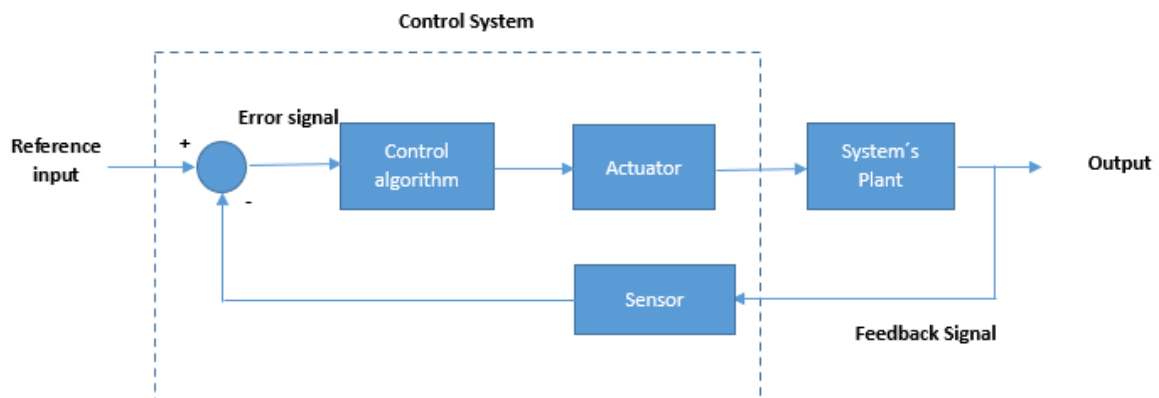 Control System
Error signal
+
Reference
input
Control
algorithm
Actuator
System´s
Plant
Output
-
Sensor
Feedback Signal